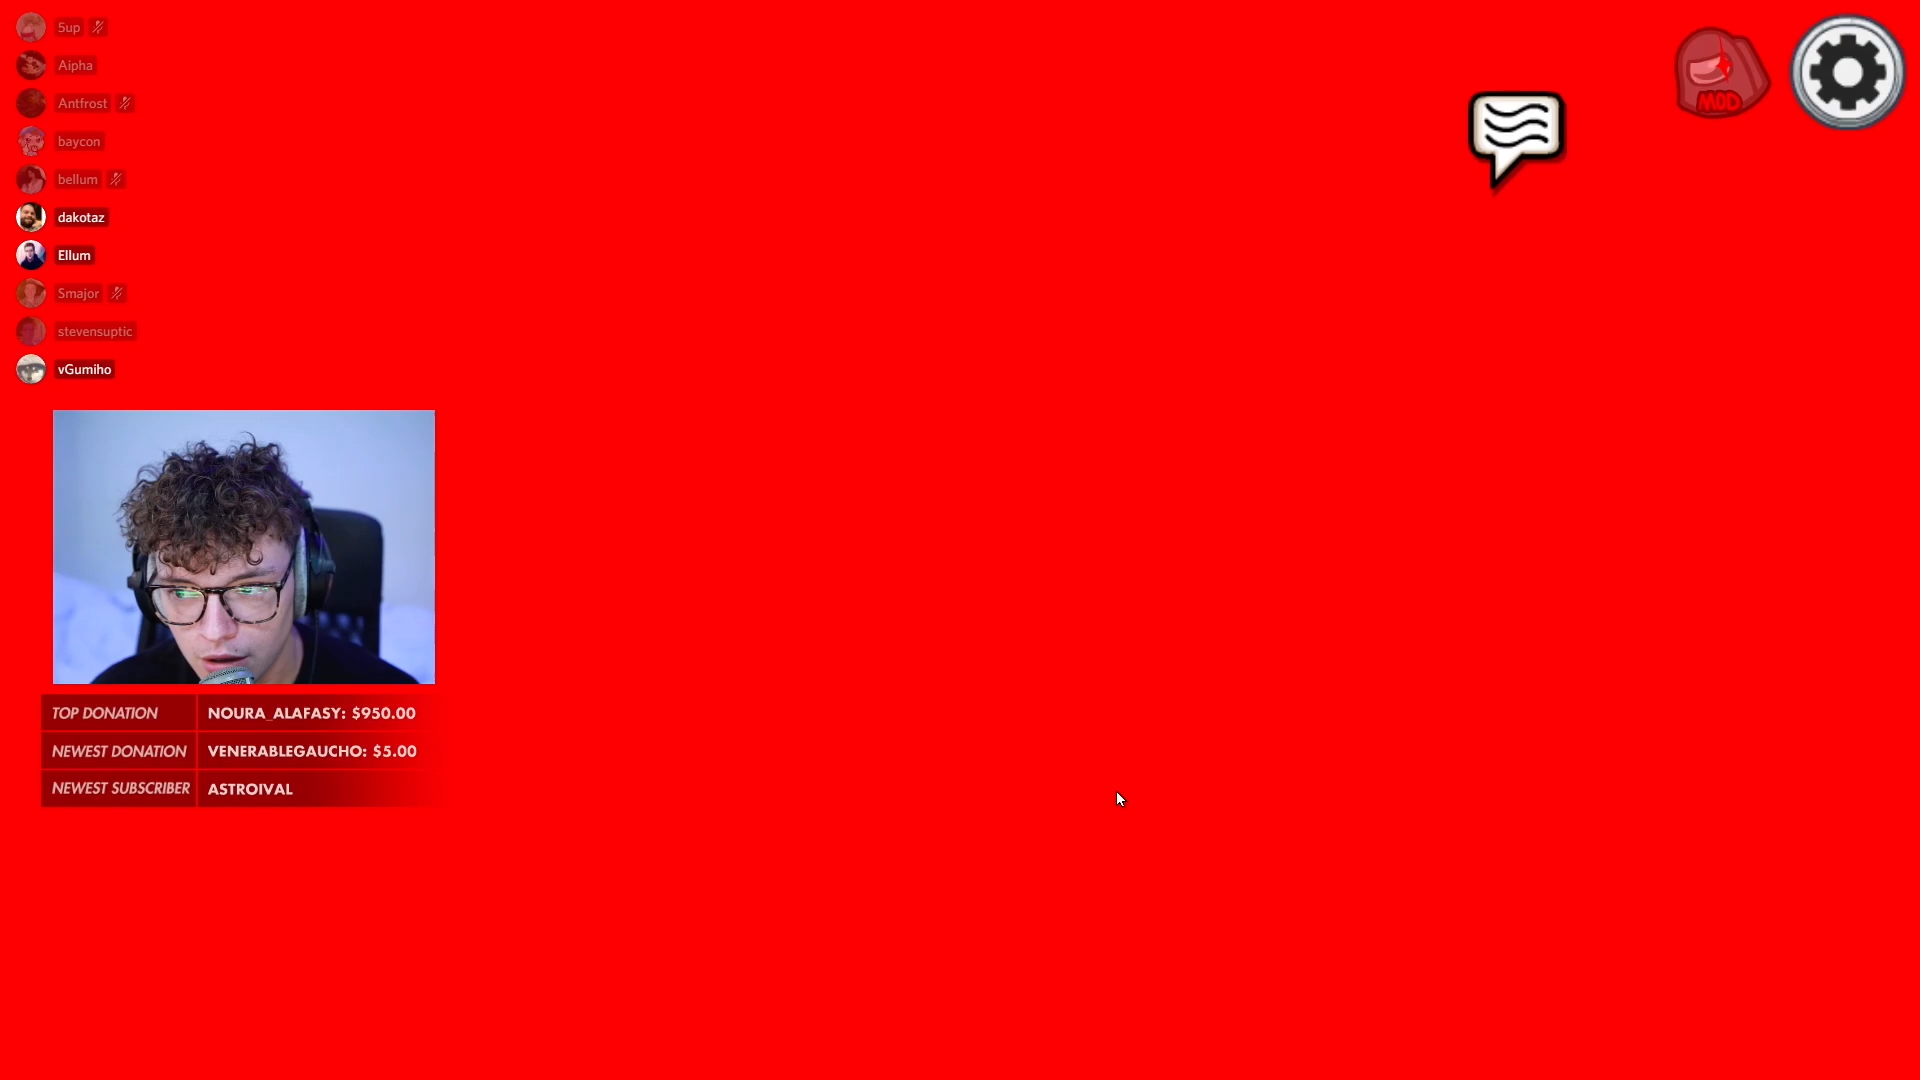 5up
Aipha
Antfrost
baycon
bellum
dakotaz
Ellum
Smajor
stevensuptic
vGumiho
MOD
TOP DONATION NOURA_ALAFASY: $950.00
NEWEST DONATION VENERABLEGAUCHO: $5.00
NEWEST SUBSCRIBER ASTROIVAL